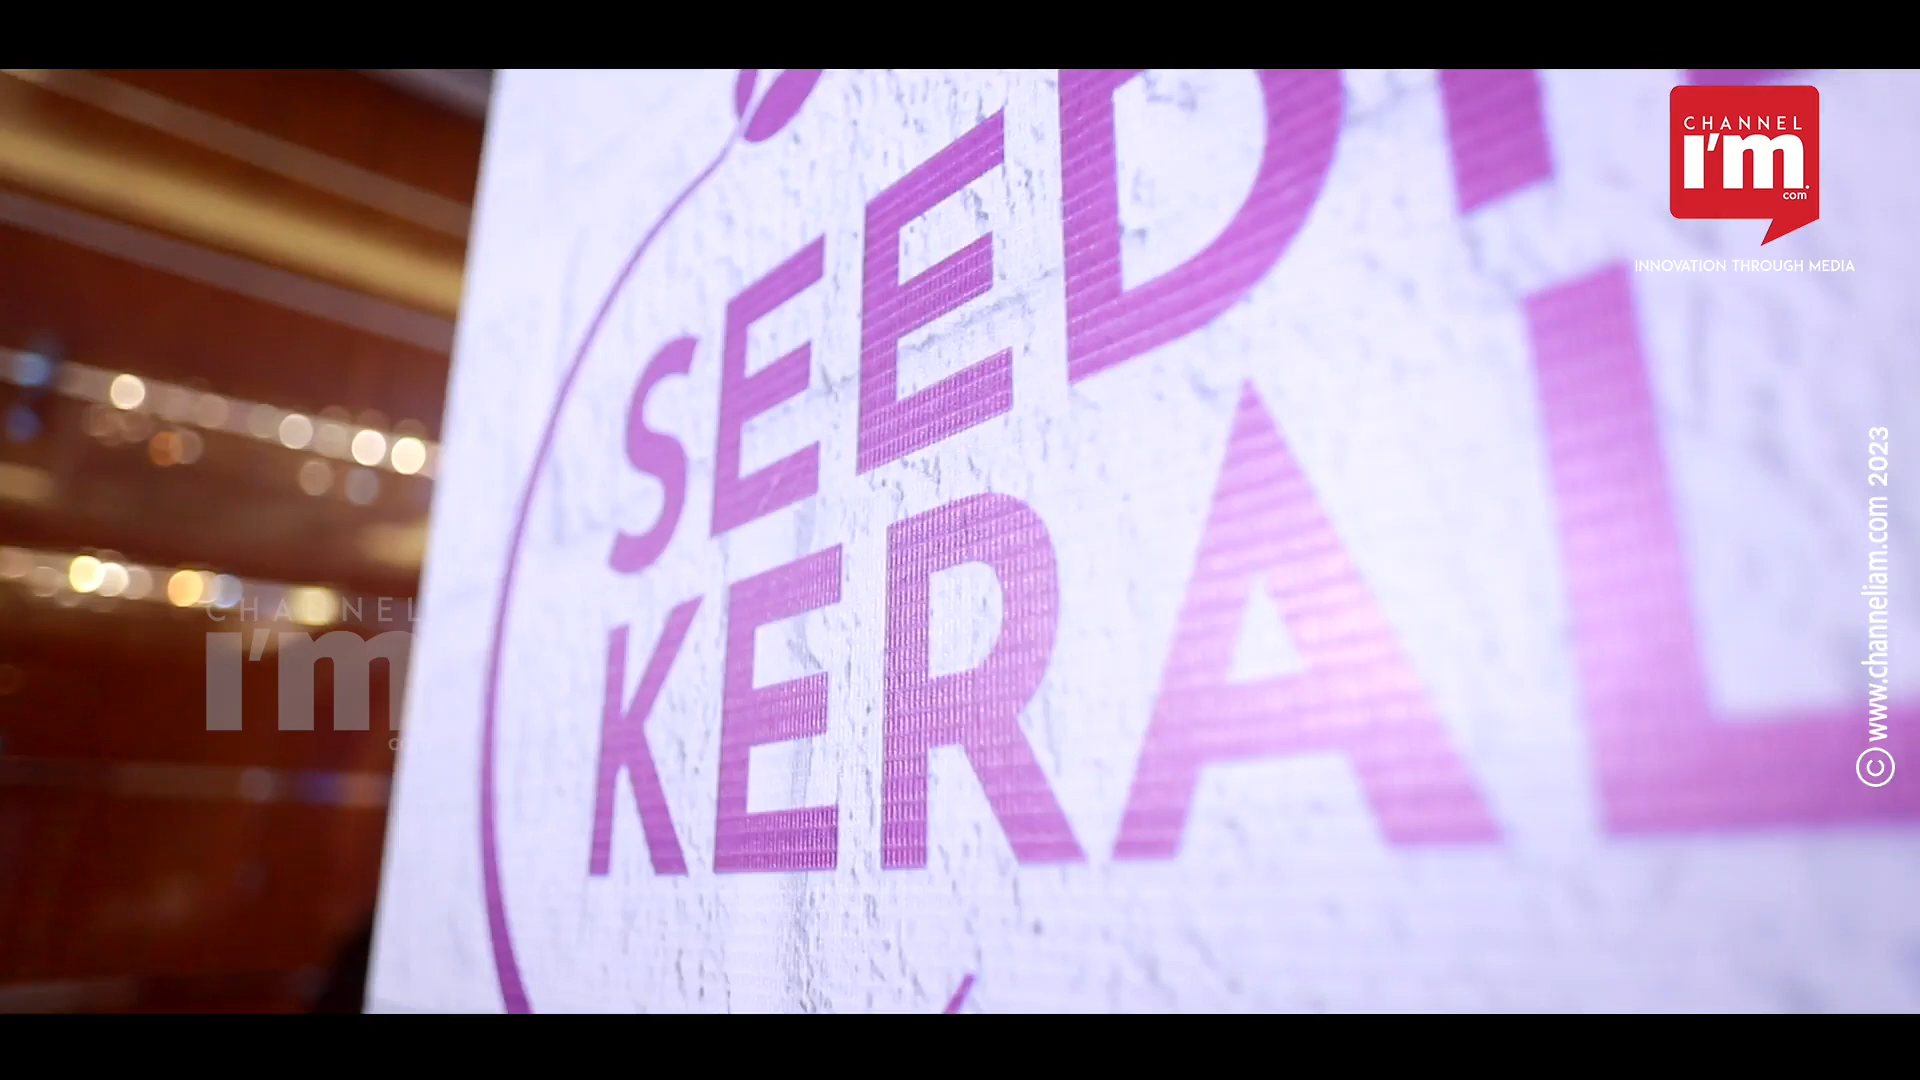 SEED
KERAL
CHANNEL
i'm
.com
INNOVATION THROUGH MEDIA
© www.channeliam.com 2023
CHANNEL
i'm